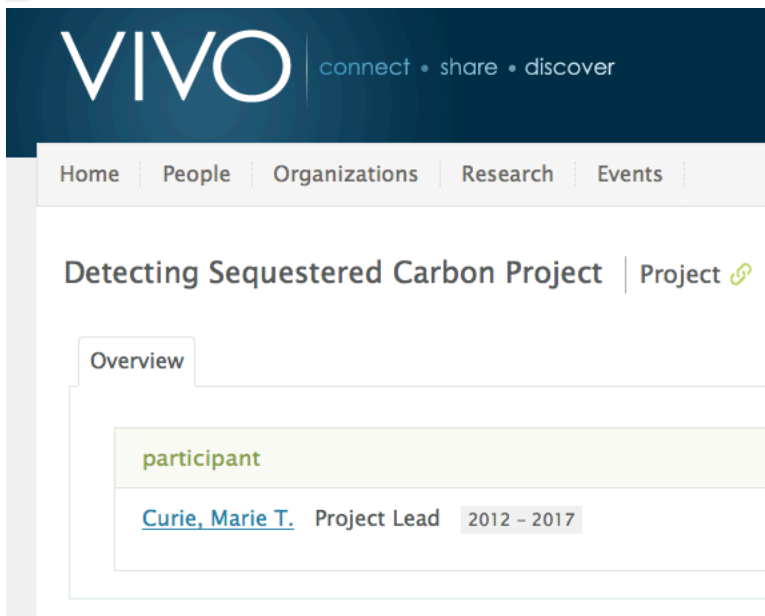 VIVO connect • share • discover
Home People Organizations Research Events
Detecting Sequestered Carbon Project Project
Overview
participant
Curie, Marie T. Project Lead 2012 – 2017